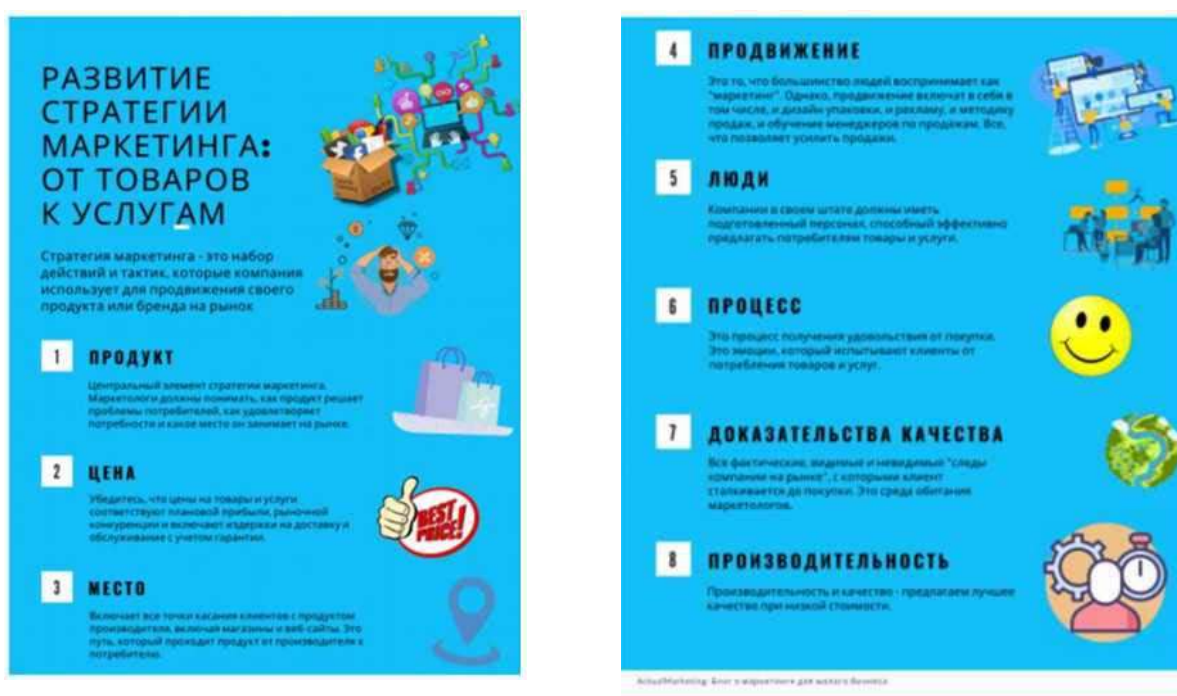 РАЗВИТИЕ
СТРАТЕГИИ
МАРКЕТИНГА:
ОТ ТОВАРОВ
К УСЛУГАМ
Стратегия маркетинга - это набор
действий и тактик, которые компания
использует для продвижения своего
продукта или бренда на рынок
1 ПРОДУКТ
Центральный элемент стратегии маркетинга.
Маркетологи должны понимать, как продукт решает
проблемы потребителей, как удовлетворяет
потребности и какое место он занимает на рынке.
2 ЦЕНА
Убедитесь, что цены на товары и услуги
соответствуют плановой прибыли, рыночной
конкуренции и включают издержки на доставку и
обслуживание с учетом гарантии.
BEST
PRICE!
3 МЕСТО
Включает все точки касания клиентов с продуктом
производителя, включая магазины и веб-сайты. Это
путь, который проходит продукт от производителя к
потребителю.
4 ПРОДВИЖЕНИЕ
Это то, что большинство людей воспринимает как
"маркетинг". Однако, продвижение включат в себя в
том числе, и дизайн упаковки, и рекламу, и методику
продаж, и обучение менеджеров по продажам. Все,
что позволяет усилить продажи.
5 ЛЮДИ
Компании в своем штате должны иметь
подготовленный персонал, способный эффективно
предлагать потребителям товары и услуги.
6 ПРОЦЕСС
Это процесс получения удовольствия от покупки.
Это эмоции, который испытывают клиенты от
потребления товаров и услуг.
7 ДОКАЗАТЕЛЬСТВА КАЧЕСТВА
Все фактические, видимые и невидимые "следы
компании на рынке", с которыми клиент
сталкивается до покупки. Это среда обитания
маркетологов.
8 ПРОИЗВОДИТЕЛЬНОСТЬ
Производительность и качество - предлагаем лучшее
качество при низкой стоимости.
ActualMarketing: Блог о маркетинге для малого бизнеса